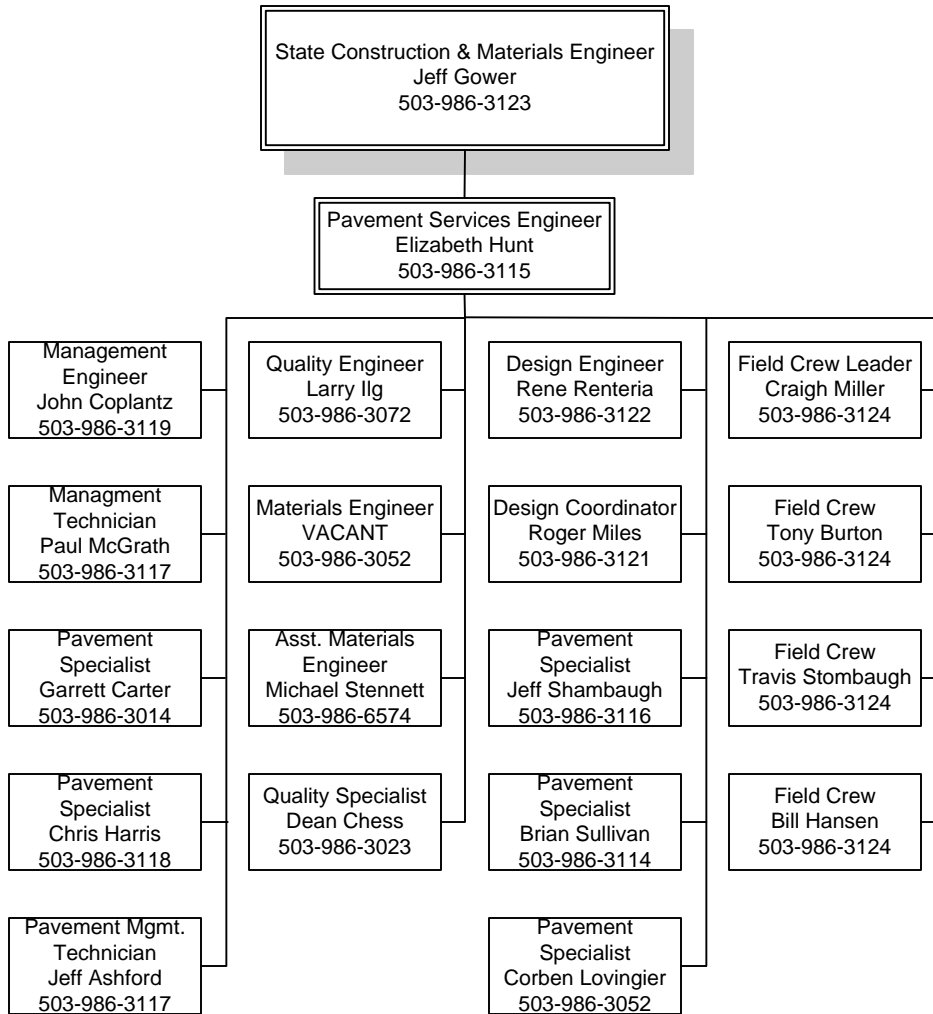 State Construction & Materials Engineer
Jeff Gower
503-986-3123
Pavement Services Engineer
Elizabeth Hunt
503-986-3115
Management
Engineer
John Coplantz
503-986-3119
Quality Engineer
Larry Ilg
503-986-3072
Design Engineer
Rene Renteria
503-986-3122
Field Crew Leader
Craigh Miller
503-986-3124
Managment
Technician
Paul McGrath
503-986-3117
Materials Engineer
VACANT
503-986-3052
Design Coordinator
Roger Miles
503-986-3121
Field Crew
Tony Burton
503-986-3124
Pavement
Specialist
Garrett Carter
503-986-3014
Asst. Materials
Engineer
Michael Stennett
503-986-6574
Pavement
Specialist
Jeff Shambaugh
503-986-3116
Field Crew
Travis Stombaugh
503-986-3124
Pavement
Specialist
Chris Harris
503-986-3118
Quality Specialist
Dean Chess
503-986-3023
Pavement
Specialist
Brian Sullivan
503-986-3114
Field Crew
Bill Hansen
503-986-3124
Pavement Mgmt.
Technician
Jeff Ashford
503-986-3117
Pavement
Specialist
Corben Lovingier
503-986-3052